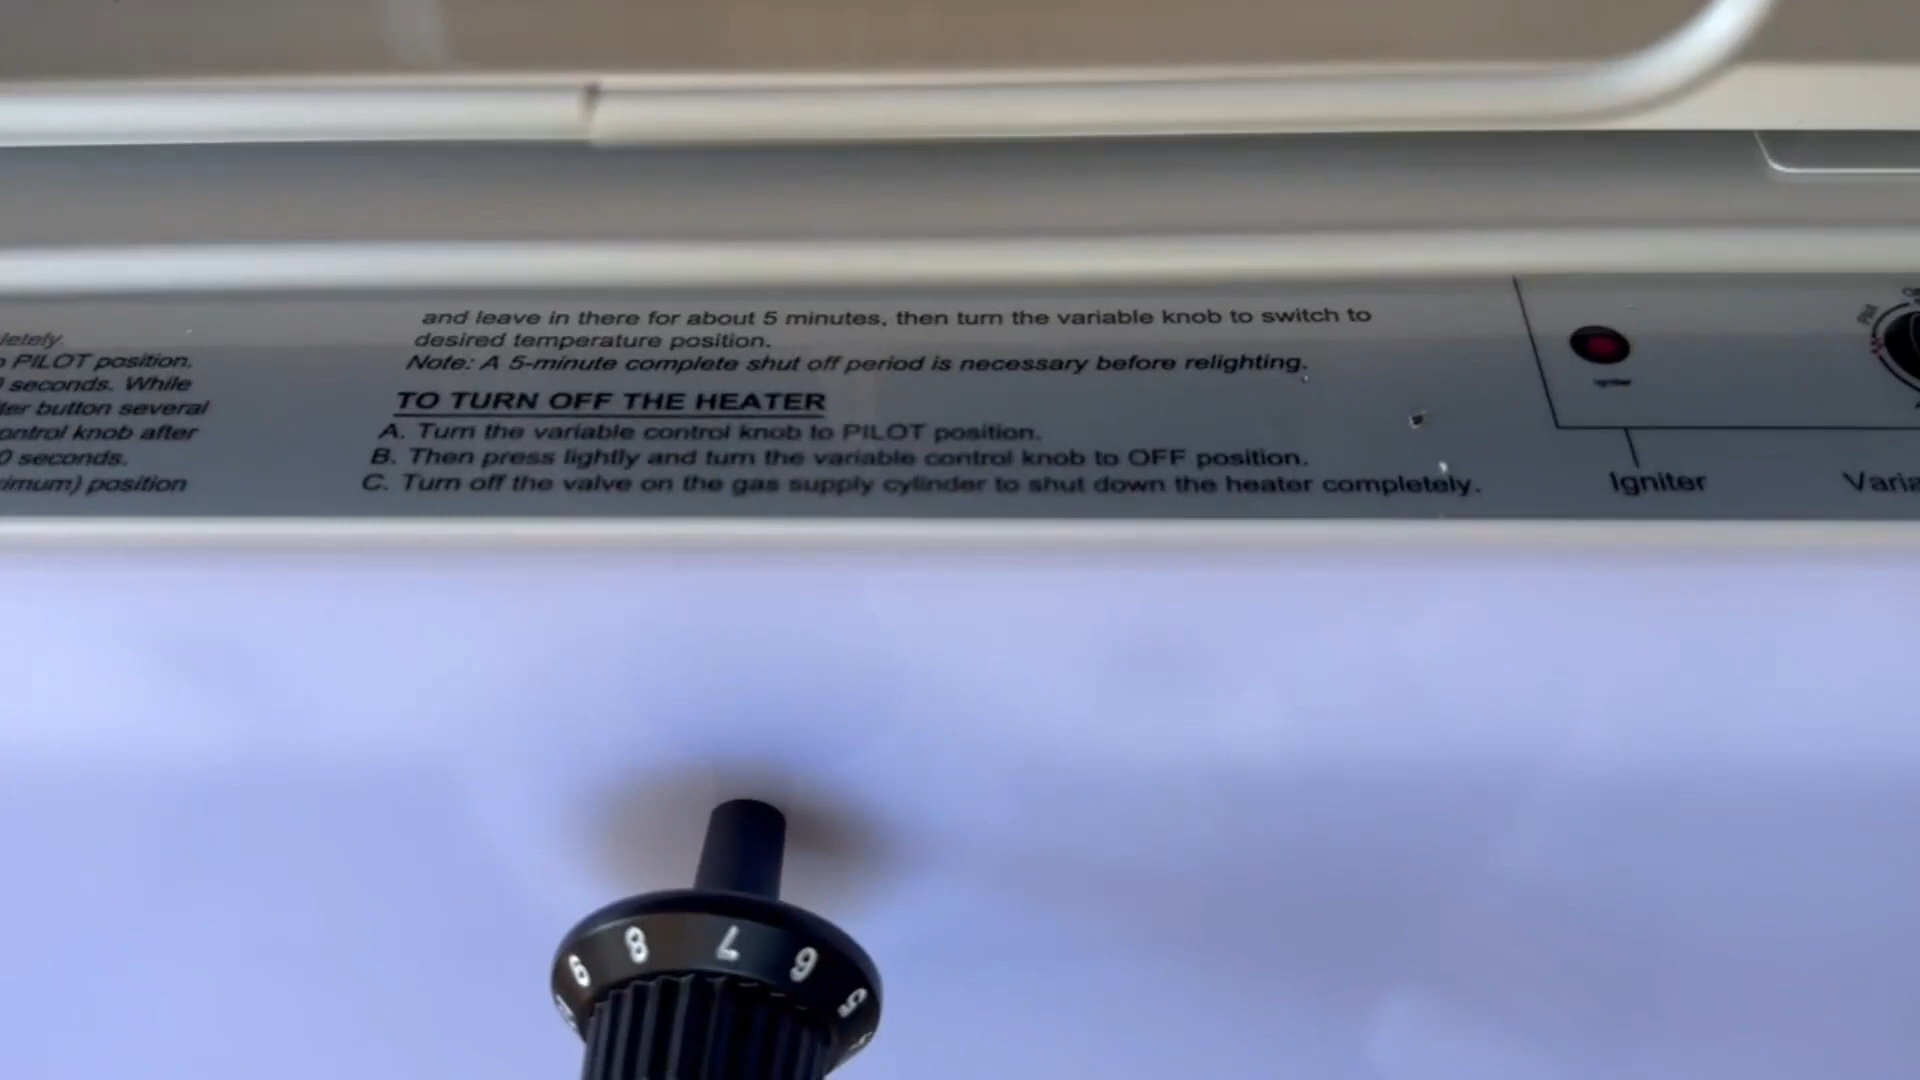 and leave in there for about 5 minutes, then turn the variable knob to switch to
desired temperature position.
Note: A 5-minute complete shut off period is necessary before relighting.
TO TURN OFF THE HEATER
A. Turn the variable control knob to PILOT position.
B. Then press lightly and turn the variable control knob to OFF position.
C. Turn off the valve on the gas supply cylinder to shut down the heater completely.
PILOT position.
seconds. While
button several
control knob after
seconds.
position
Igniter
Igniter
9 8 7 6 5